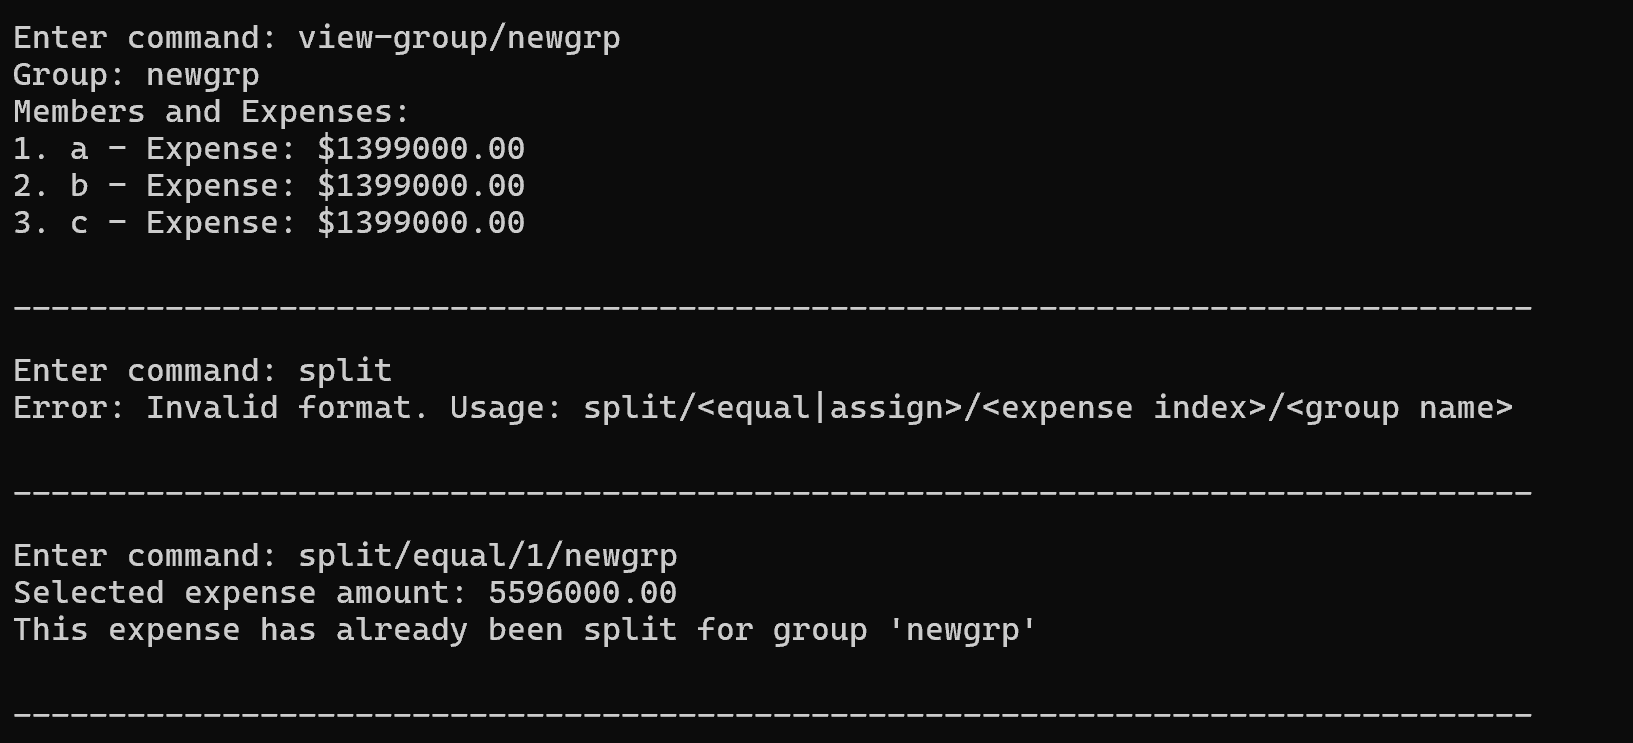 Enter command: view-group/newgrp
Group: newgrp
Members and Expenses:
1. a - Expense: $1399000.00
2. b - Expense: $1399000.00
3. c - Expense: $1399000.00
--------------------------------------------------------------------------------
Enter command: split
Error: Invalid format. Usage: split/<equal|assign>/<expense index>/<group name>
--------------------------------------------------------------------------------
Enter command: split/equal/1/newgrp
Selected expense amount: 5596000.00
This expense has already been split for group 'newgrp'
--------------------------------------------------------------------------------